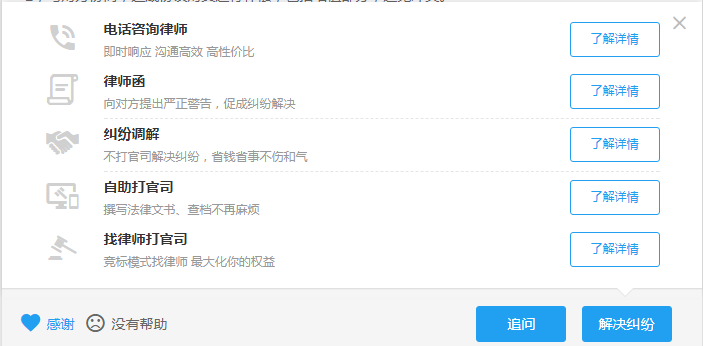 电话咨询律师
即时响应 沟通高效 高性价比
了解详情
律师函
向对方提出严正警告，促成纠纷解决
了解详情
纠纷调解
不打官司解决纠纷，省钱省事不伤和气
了解详情
自助打官司
撰写法律文书、查档不再麻烦
了解详情
找律师打官司
竞标模式找律师 最大化你的权益
了解详情
感谢 没有帮助 追问 解决纠纷